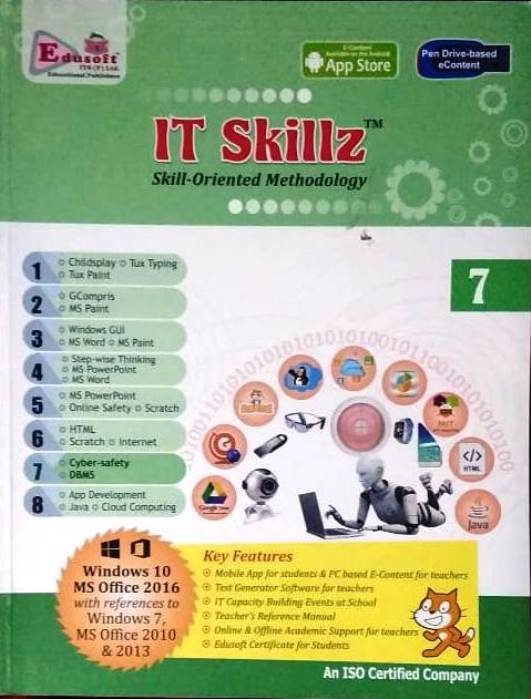 Edusoft™
ITS (P) Ltd.
Educational Publishers
E-Content
Available on the Android
App Store
Pen Drive-based
eContent
IT Skillz™
Skill-Oriented Methodology
7
1 Childsplay Tux Typing
Tux Paint
2 GCompris
MS Paint
3 Windows GUI
MS Word MS Paint
4 Step-wise Thinking
MS PowerPoint
MS Word
5 MS PowerPoint
Online Safety Scratch
6 HTML
Scratch Internet
7 Cyber-safety
DBMS
8 App Development
Java Cloud Computing
</>
HTML
Java
Windows 10
MS Office 2016
with references to
Windows 7,
MS Office 2010
& 2013
Key Features
Mobile App for students & PC based E-Content for teachers
Test Generator Software for teachers
IT Capacity Building Events at School
Teacher's Reference Manual
Online & Offline Academic Support for teachers
Edusoft Certificate for Students
An ISO Certified Company